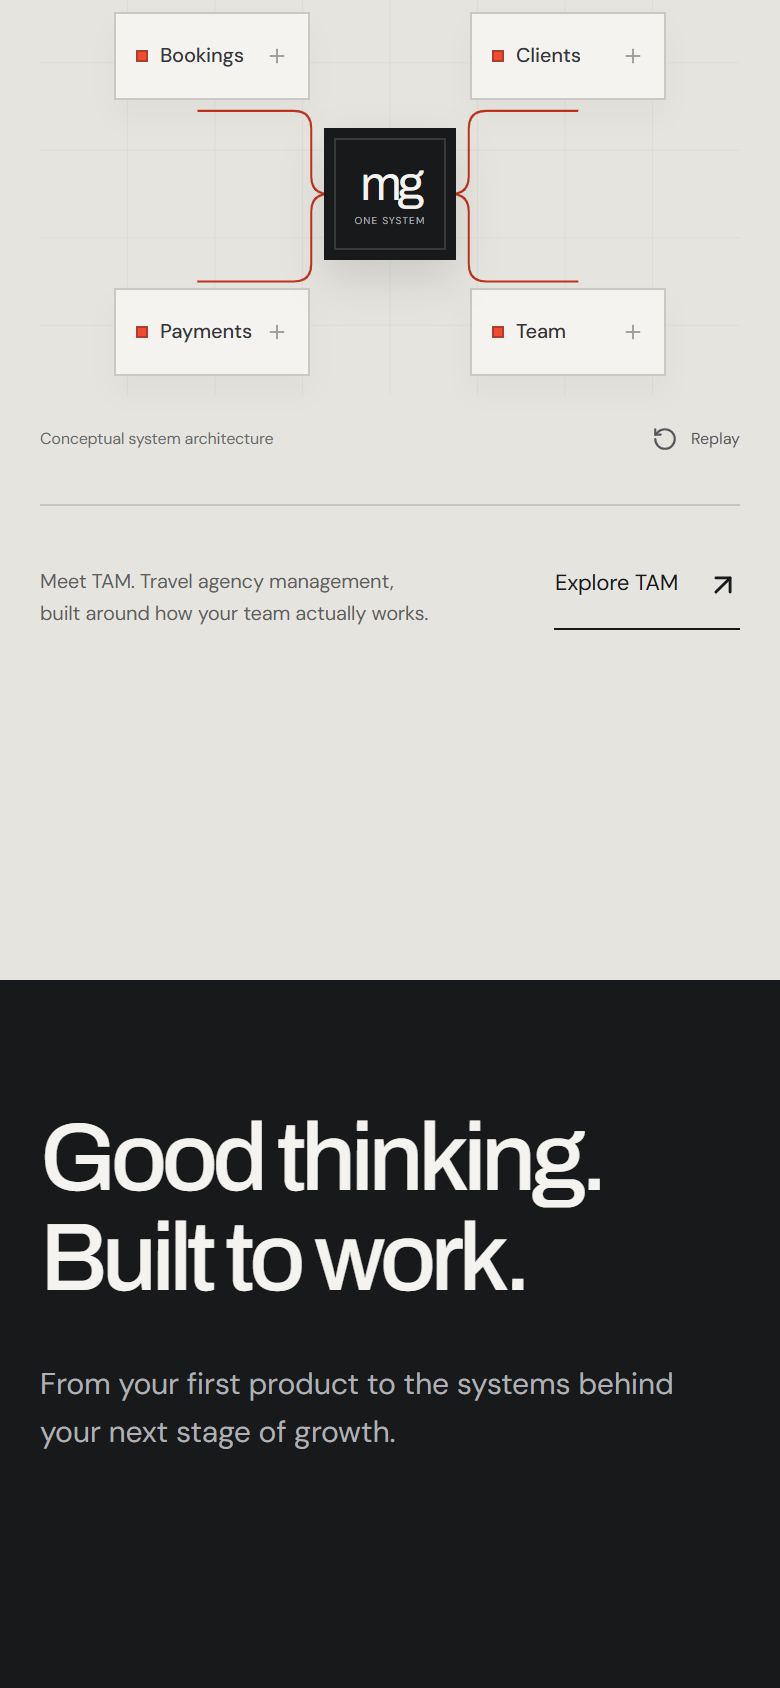 Bookings
Clients
mg
ONE SYSTEM
Payments
Team
Conceptual system architecture
Replay
Meet TAM. Travel agency management,
built around how your team actually works.
Explore TAM
Good thinking.
Built to work.
From your first product to the systems behind
your next stage of growth.